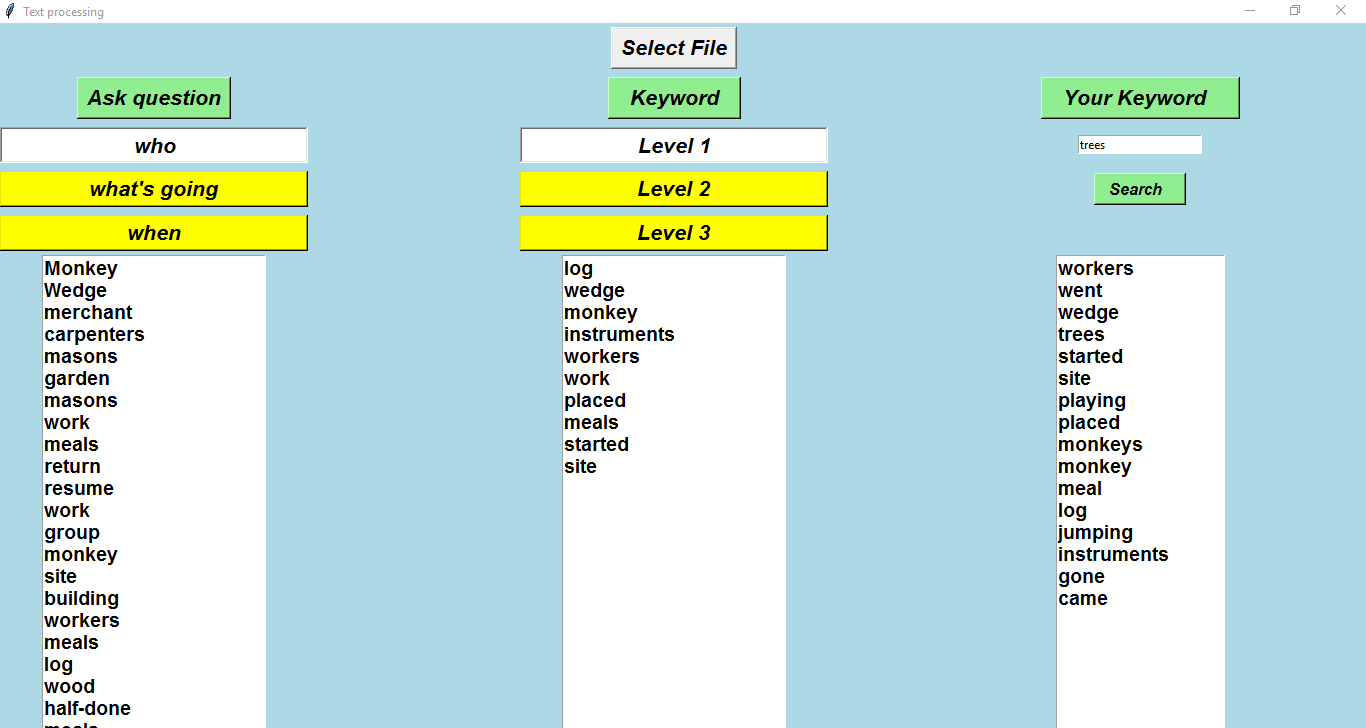 Text processing
Select File
Ask question
Keyword
Your Keyword
who
Level 1
trees
what's going
Level 2
Search
when
Level 3
Monkey
Wedge
merchant
carpenters
masons
garden
masons
work
meals
return
resume
work
group
monkey
site
building
workers
meals
log
wood
half-done
meals
log
wedge
monkey
instruments
workers
work
placed
meals
started
site
workers
went
wedge
trees
started
site
playing
placed
monkeys
monkey
meal
log
jumping
instruments
gone
came